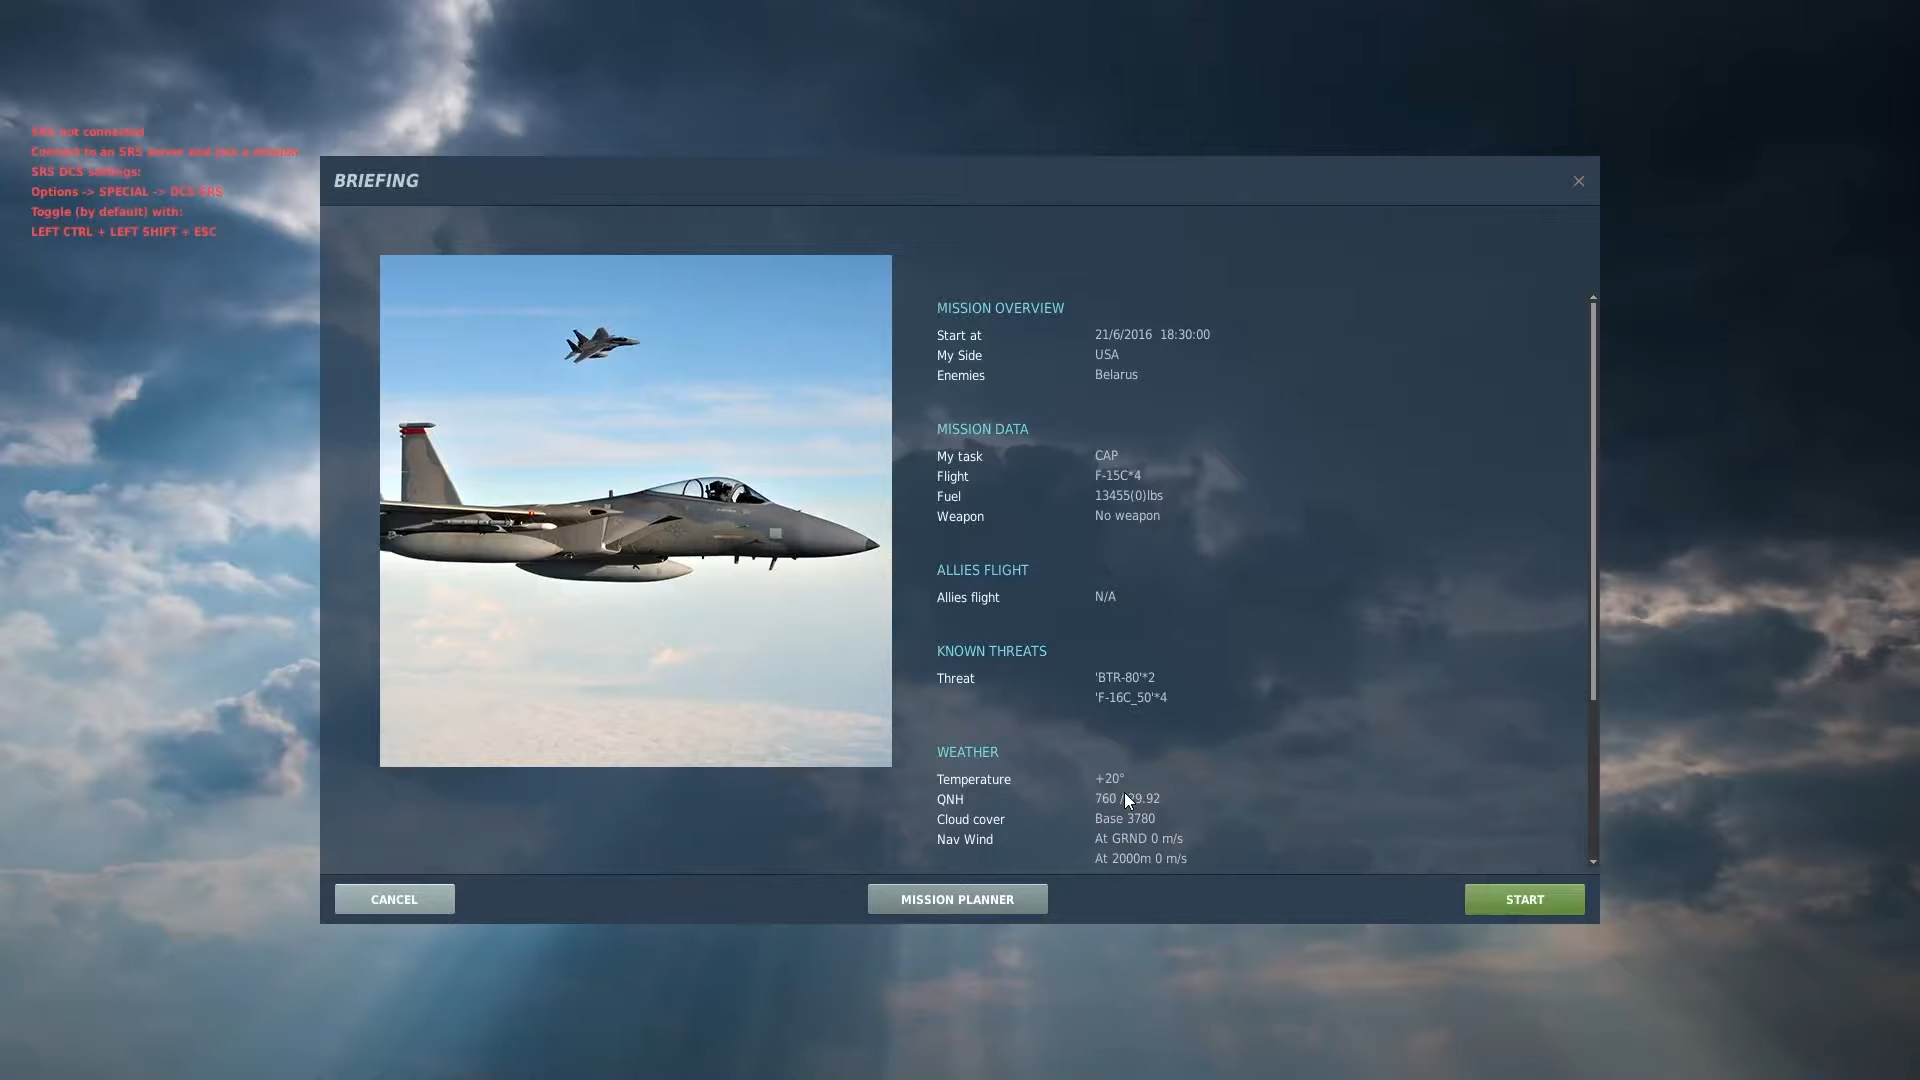 SRS not connected
Connect to an SRS server and join a mission
SRS DCS settings:
Options -> SPECIAL -> DCS-SRS
Toggle (by default) with:
LEFT CTRL + LEFT SHIFT + ESC
BRIEFING
MISSION OVERVIEW
Start at 21/6/2016 18:30:00
My Side USA
Enemies Belarus
MISSION DATA
My task CAP
Flight F-15C*4
Fuel 13455(0)lbs
Weapon No weapon
ALLIES FLIGHT
Allies flight N/A
KNOWN THREATS
Threat 'BTR-80'*2
'F-16C_50'*4
WEATHER
Temperature +20°
QNH 760 / 29.92
Cloud cover Base 3780
Nav Wind At GRND 0 m/s
At 2000m 0 m/s
CANCEL
MISSION PLANNER
START